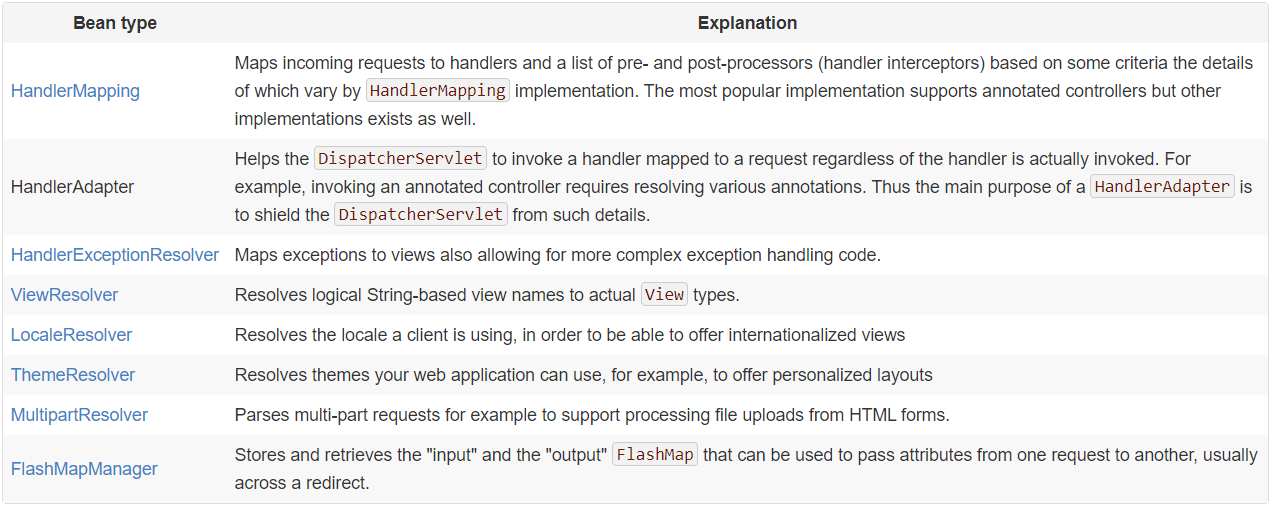 Bean type Explanation
HandlerMapping
Maps incoming requests to handlers and a list of pre- and post-processors (handler interceptors) based on some criteria the details
of which vary by HandlerMapping implementation. The most popular implementation supports annotated controllers but other
implementations exists as well.
HandlerAdapter
Helps the DispatcherServlet to invoke a handler mapped to a request regardless of the handler is actually invoked. For
example, invoking an annotated controller requires resolving various annotations. Thus the main purpose of a HandlerAdapter is
to shield the DispatcherServlet from such details.
HandlerExceptionResolver Maps exceptions to views also allowing for more complex exception handling code.
ViewResolver Resolves logical String-based view names to actual View types.
LocaleResolver Resolves the locale a client is using, in order to be able to offer internationalized views
ThemeResolver Resolves themes your web application can use, for example, to offer personalized layouts
MultipartResolver Parses multi-part requests for example to support processing file uploads from HTML forms.
FlashMapManager
Stores and retrieves the "input" and the "output" FlashMap that can be used to pass attributes from one request to another, usually
across a redirect.